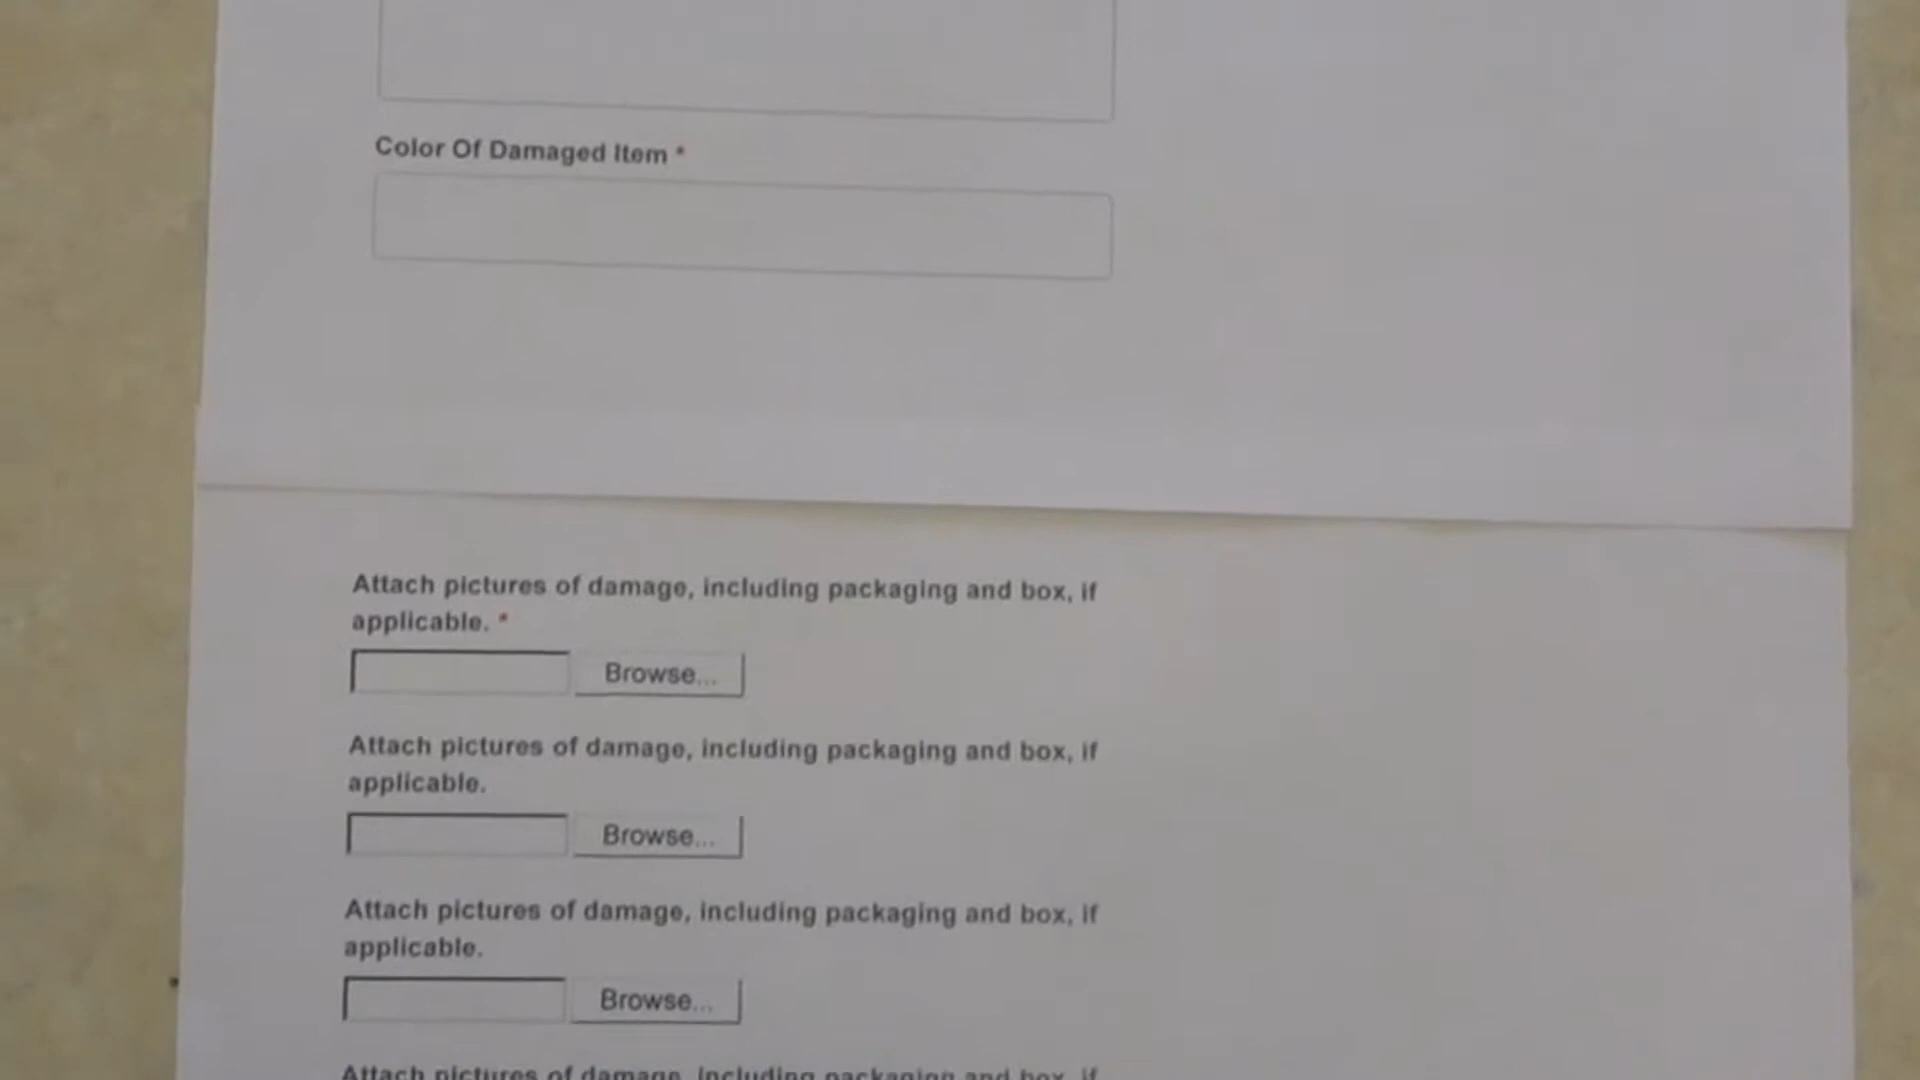 Color Of Damaged Item *
Attach pictures of damage, including packaging and box, if
applicable. *
Browse...
Attach pictures of damage, including packaging and box, if
applicable.
Browse...
Attach pictures of damage, including packaging and box, if
applicable.
Browse...
Attach pictures of damage, including packaging and box, if